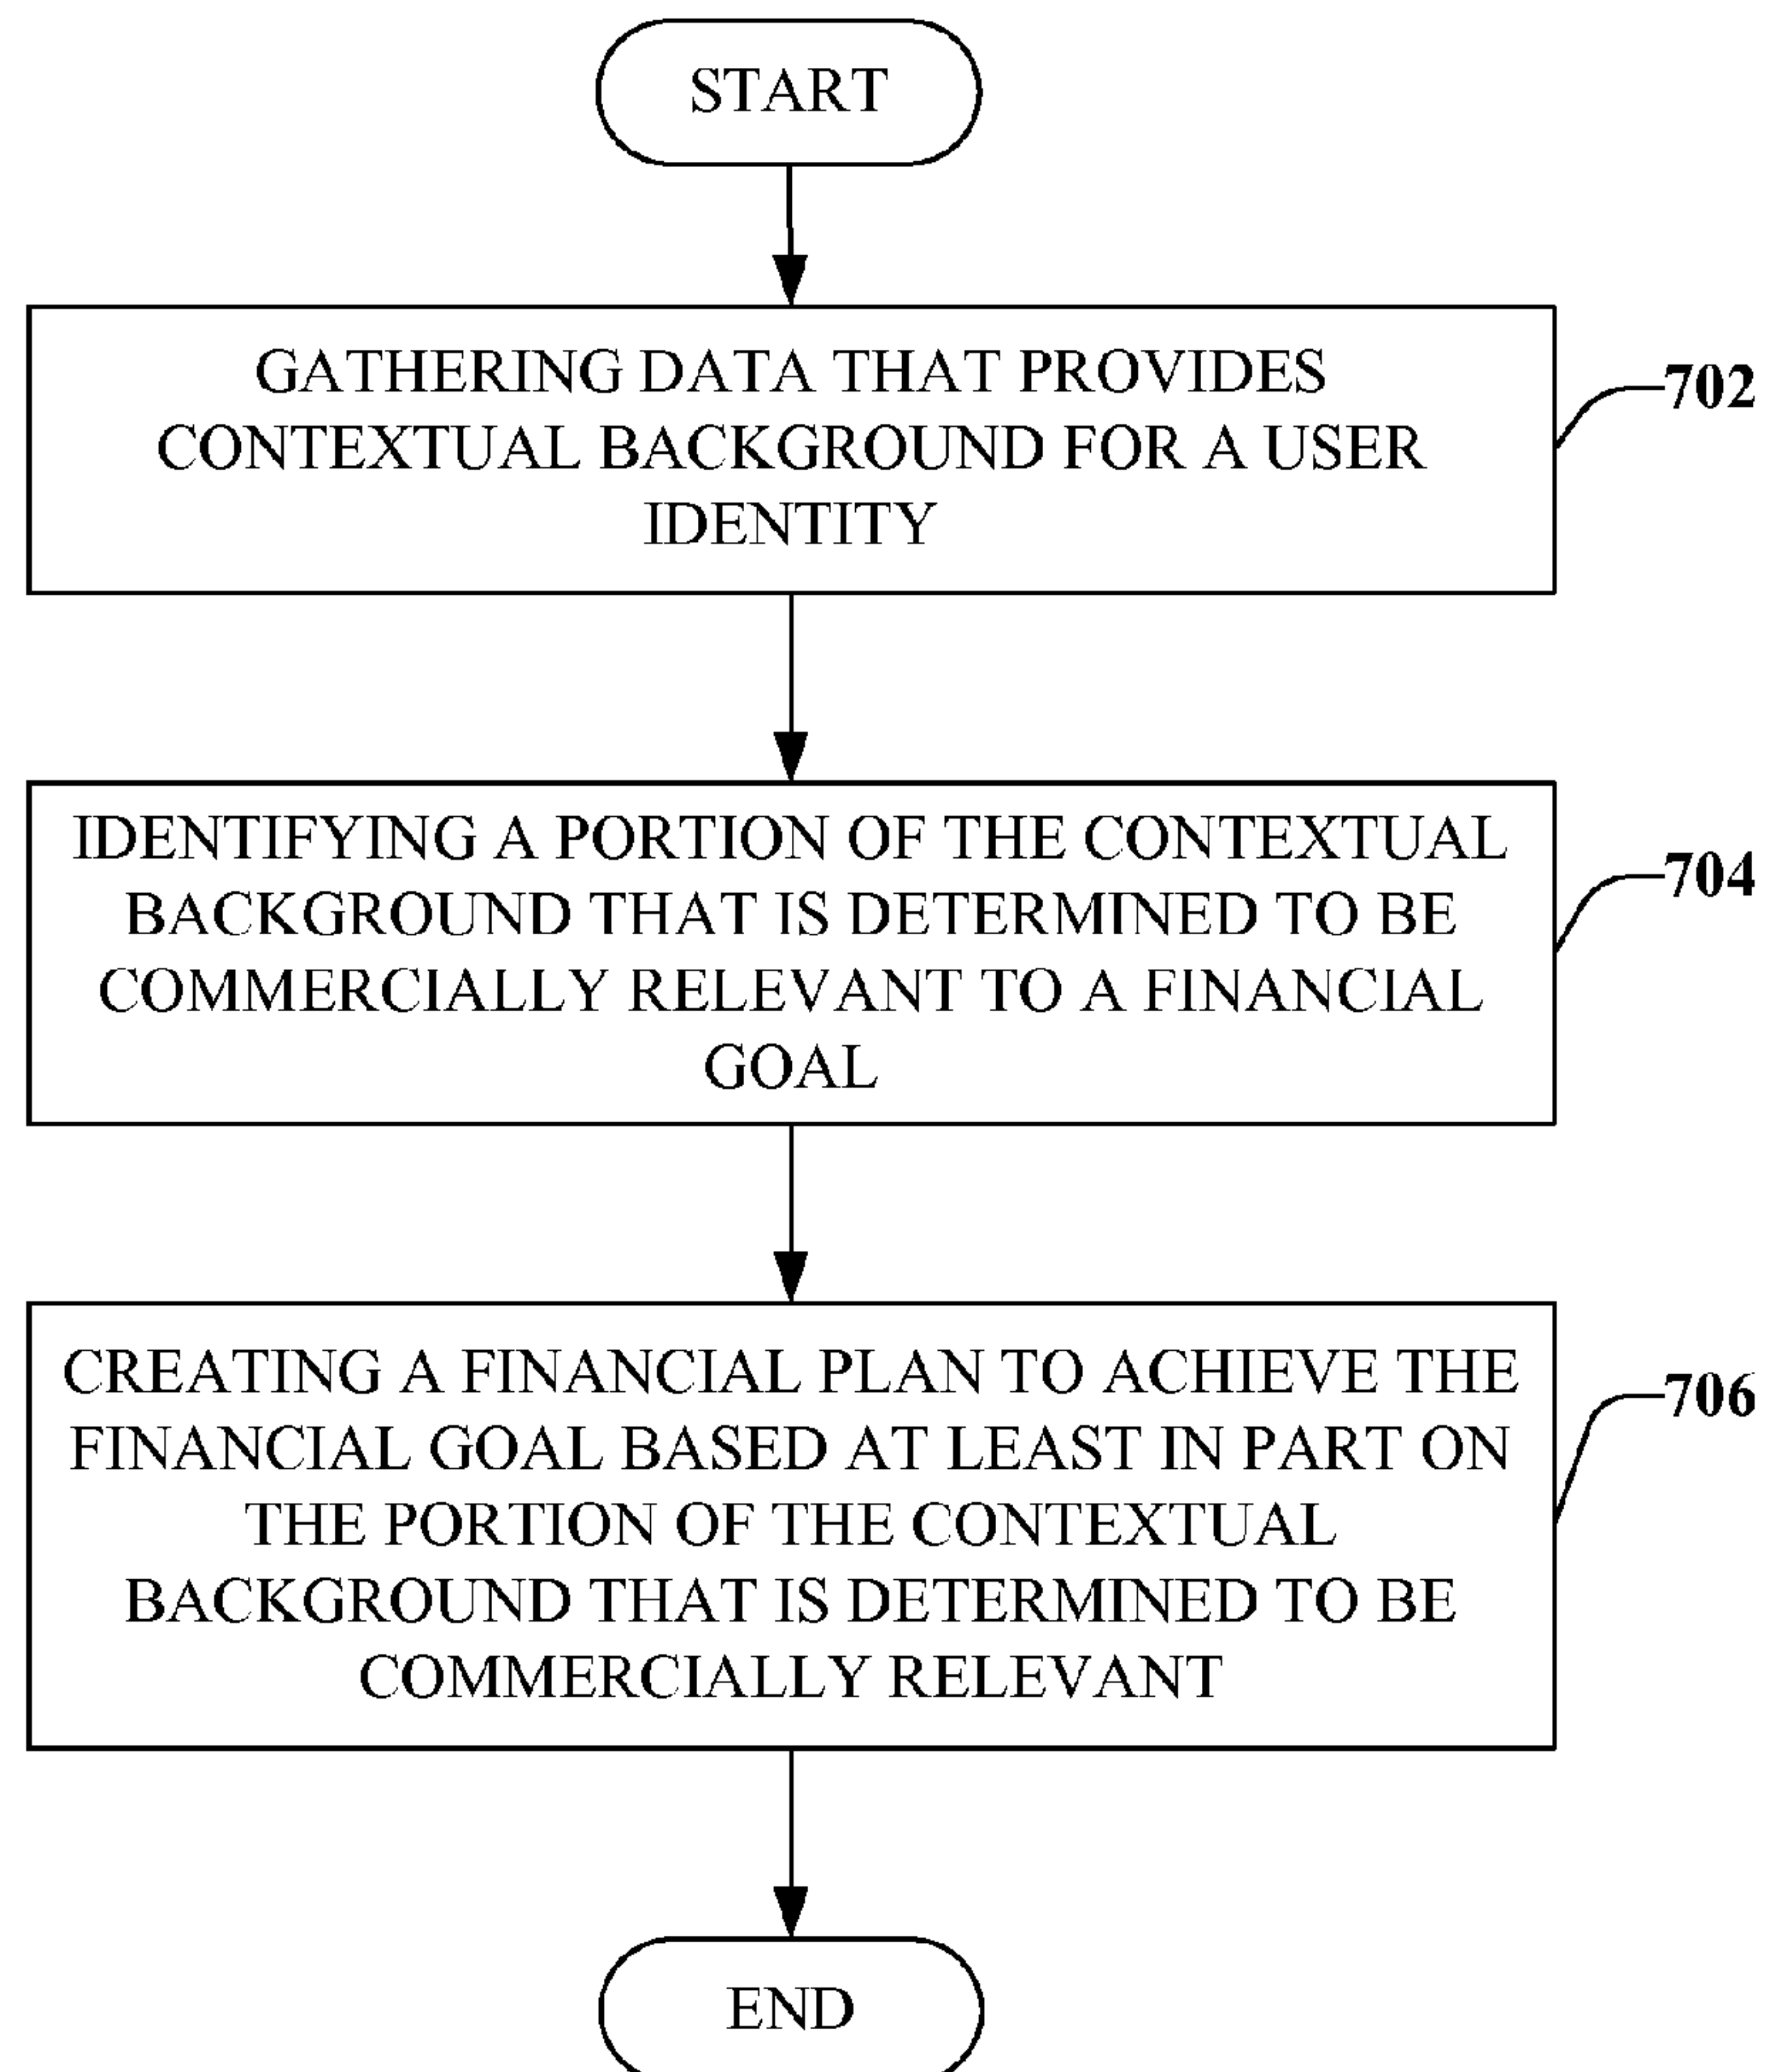 START
GATHERING DATA THAT PROVIDES
CONTEXTUAL BACKGROUND FOR A USER
IDENTITY
702
IDENTIFYING A PORTION OF THE CONTEXTUAL
BACKGROUND THAT IS DETERMINED TO BE
COMMERCIALLY RELEVANT TO A FINANCIAL
GOAL
704
CREATING A FINANCIAL PLAN TO ACHIEVE THE
FINANCIAL GOAL BASED AT LEAST IN PART ON
THE PORTION OF THE CONTEXTUAL
BACKGROUND THAT IS DETERMINED TO BE
COMMERCIALLY RELEVANT
706
END